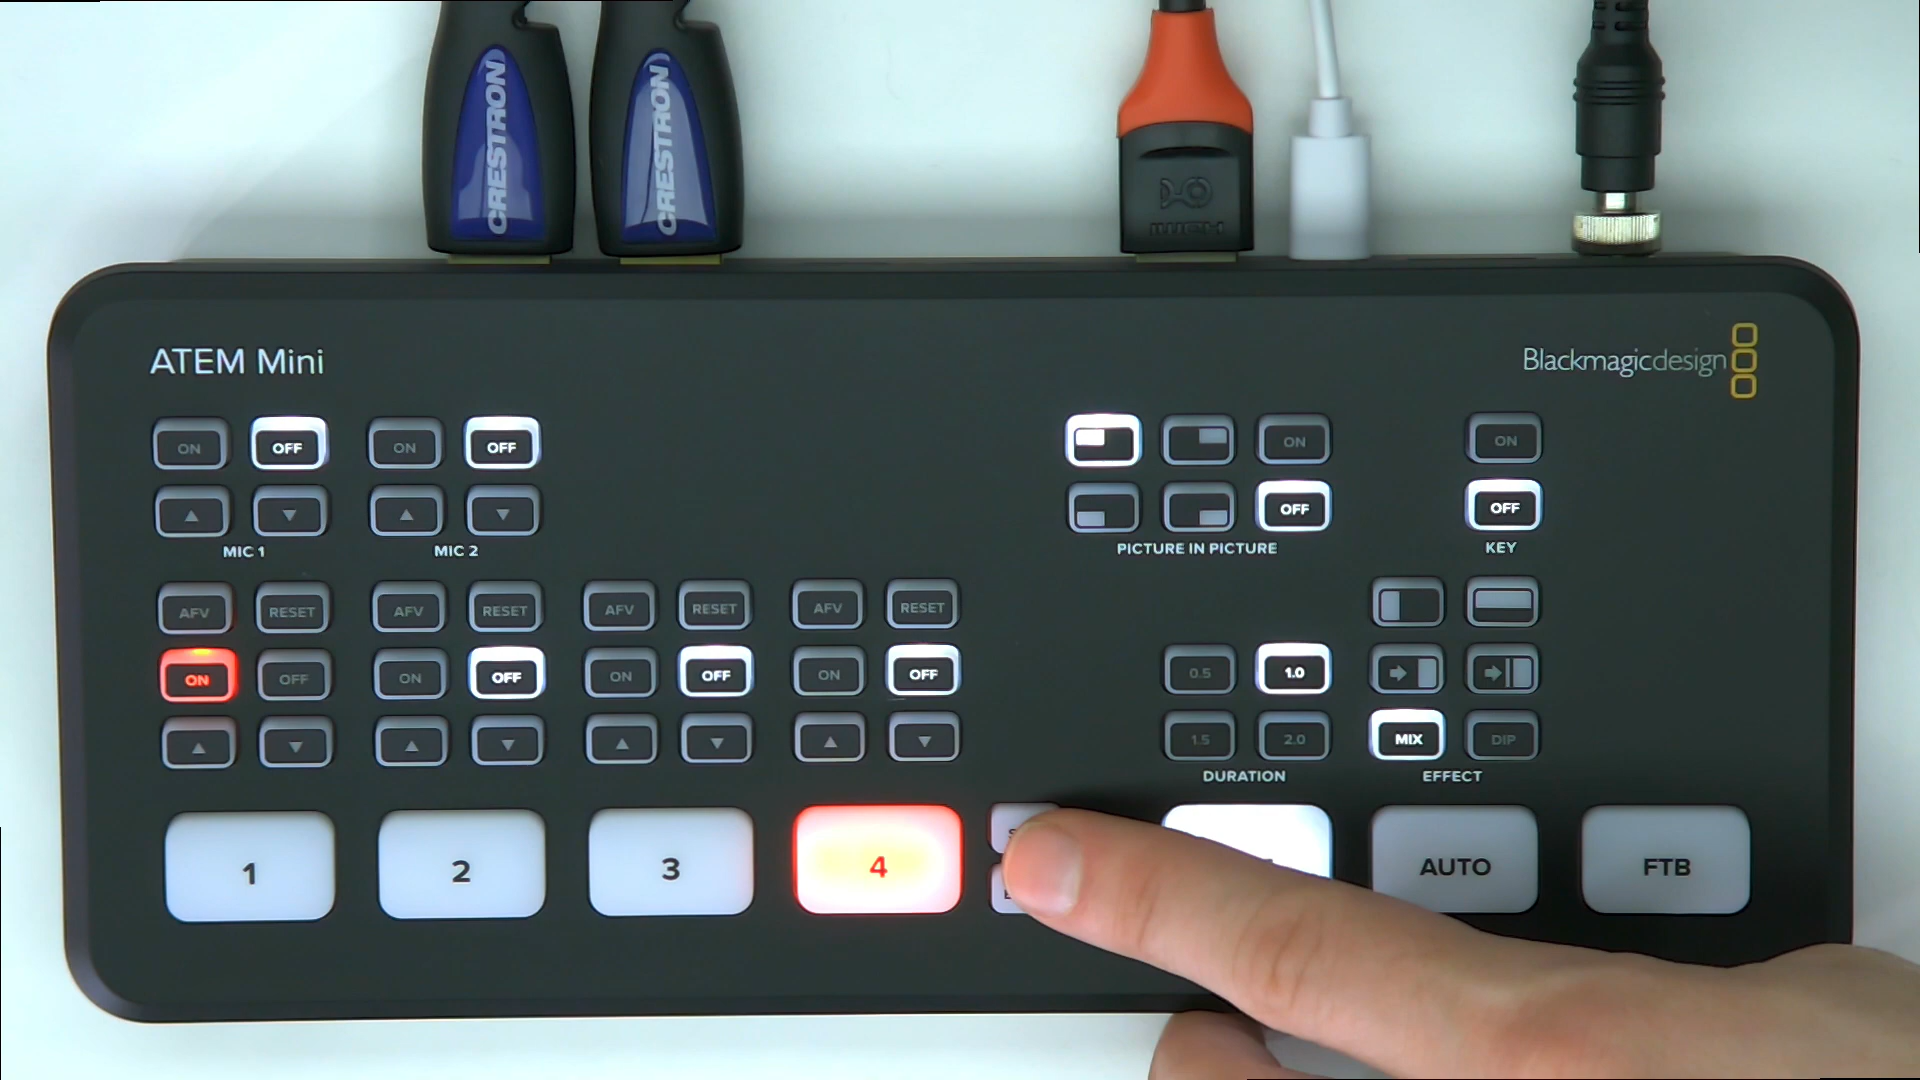 CRESTRON
CRESTRON
HDMI
ATEM Mini
Blackmagicdesign
ON OFF ON OFF
ON
OFF
MIC 1 MIC 2
PICTURE IN PICTURE
ON
OFF
KEY
AFV RESET AFV RESET AFV RESET AFV RESET
ON OFF ON OFF ON OFF ON OFF
0.5 1.0
1.5 2.0
DURATION
MIX DIP
EFFECT
1 2 3 4
AUTO FTB